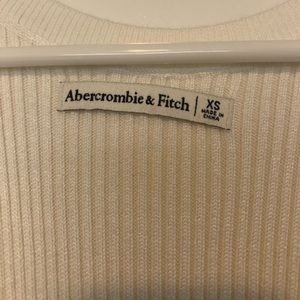 Abercrombie & Fitch
XS
MADE IN
CHINA